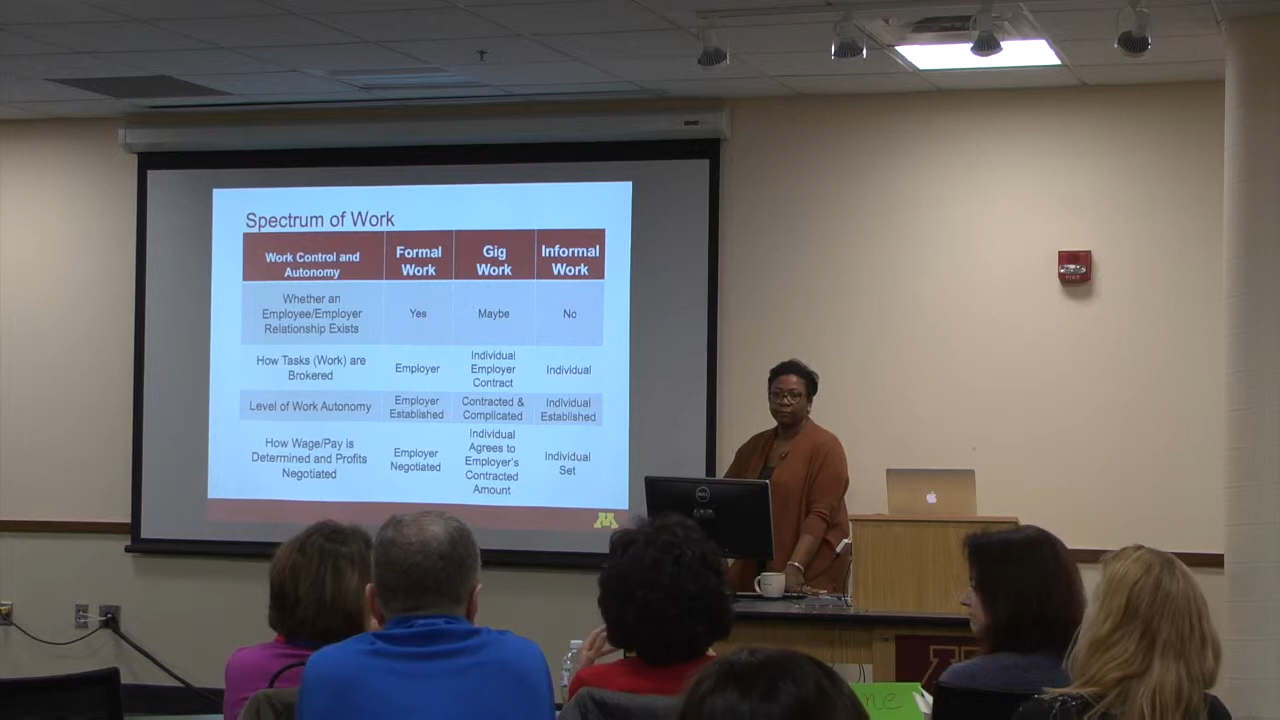 Spectrum of Work
Work Control and
Autonomy
Formal
Work
Gig
Work
Informal
Work
Whether an
Employee/Employer
Relationship Exists
Yes
Maybe
No
How Tasks (Work) are
Brokered
Employer
Individual
Employer
Contract
Individual
Level of Work Autonomy
Employer
Established
Contracted &
Complicated
Individual
Established
How Wage/Pay is
Determined and Profits
Negotiated
Employer
Negotiated
Individual
Agrees to
Employer's
Contracted
Amount
Individual
Set
M
FIRE
DELL
M
ne